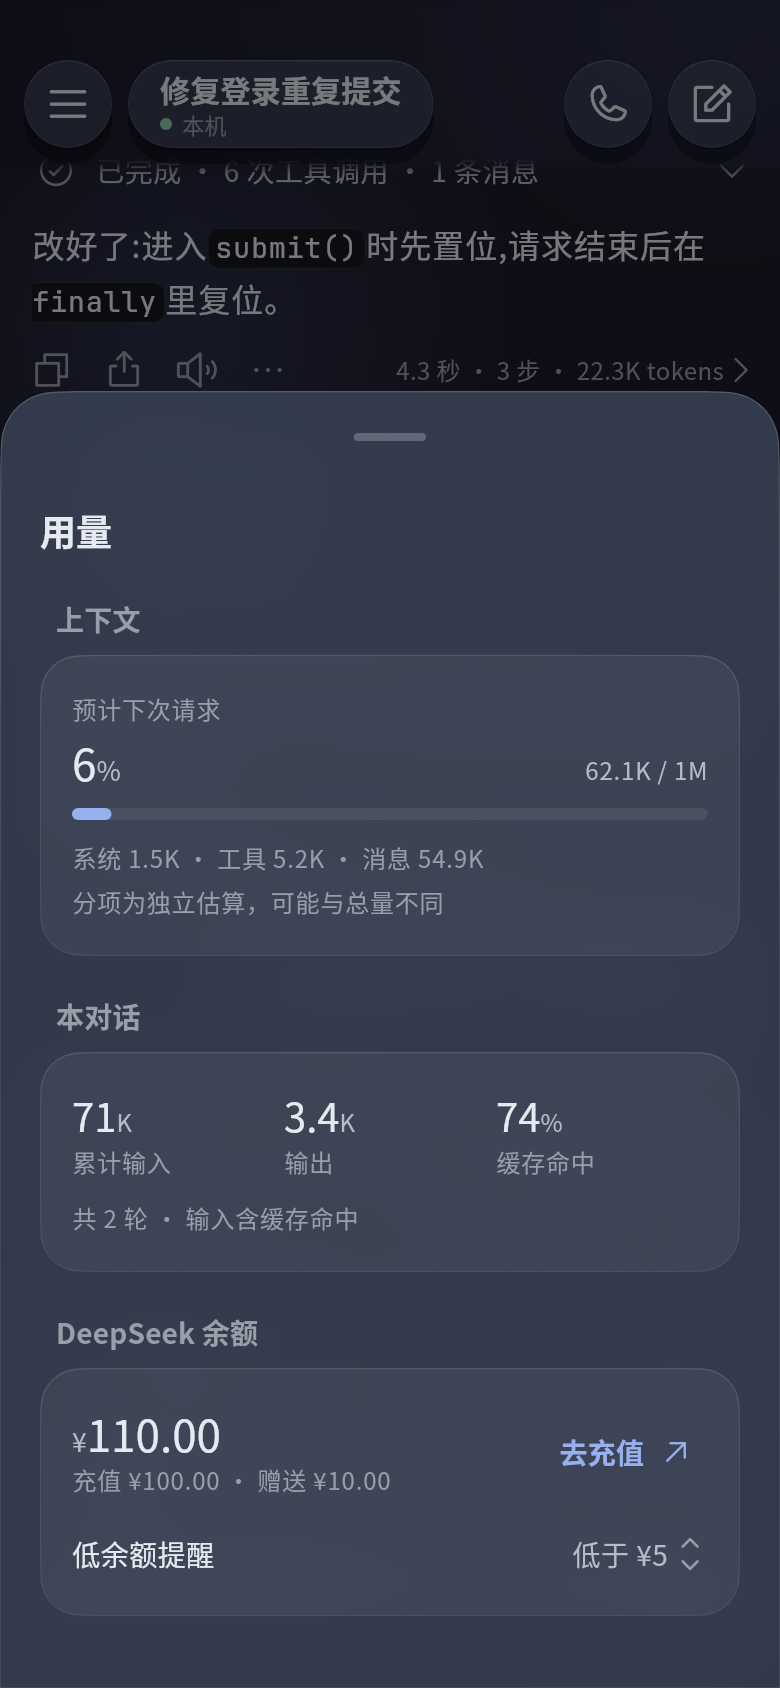 修复登录重复提交
本机
已完成 · 6 次工具调用 · 1 条消息
改好了:进入 submit() 时先置位,请求结束后在
finally 里复位。
4.3 秒 · 3 步 · 22.3K tokens
用量
上下文
预计下次请求
6%
62.1K / 1M
系统 1.5K · 工具 5.2K · 消息 54.9K
分项为独立估算，可能与总量不同
本对话
71K 3.4K 74%
累计输入 输出 缓存命中
共 2 轮 · 输入含缓存命中
DeepSeek 余额
¥110.00
去充值
充值 ¥100.00 · 赠送 ¥10.00
低余额提醒 低于 ¥5